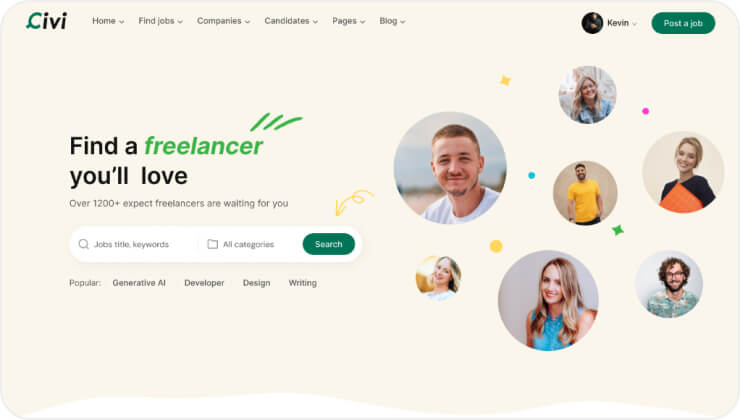 Civi
Home Find jobs Companies Candidates Pages Blog Kevin Post a job
Find a freelancer
you'll love
Over 1200+ expect freelancers are waiting for you
Jobs title, keywords All categories Search
Popular: Generative AI Developer Design Writing